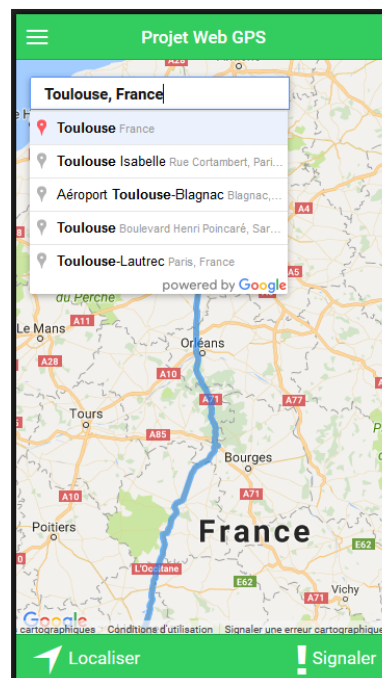 Projet Web GPS
Toulouse, France
Toulouse France
Toulouse Isabelle Rue Cortambert, Pari...
Aéroport Toulouse-Blagnac Blagnac,...
Toulouse Boulevard Henri Poincaré, Sar...
Toulouse-Lautrec Paris, France
powered by Google
A4
A5
du Perche
A11
Le Mans
Orléans
A28
A10
A71
A77
Tours
A85
Bourges
A71
A10
Poitiers
France
E62
L'Occitane
E62
Vichy
A71
Google
cartographiques
Conditions d'utilisation
Signaler une erreur cartographique
Localiser
Signaler